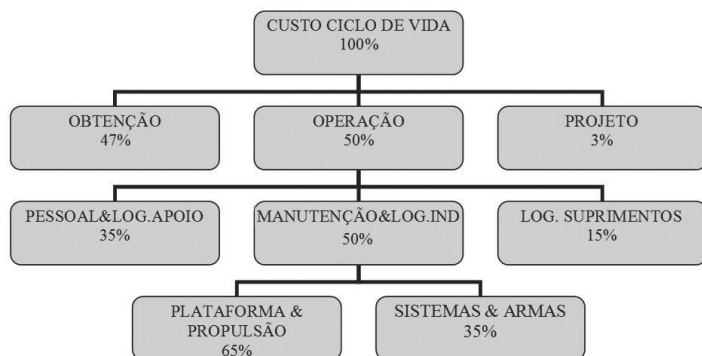 CUSTO CICLO DE VIDA
100%
OBTENÇÃO
47%
OPERAÇÃO
50%
PROJETO
3%
PESSOAL&LOG.APOIO
35%
MANUTENÇÃO&LOG.IND
50%
LOG. SUPRIMENTOS
15%
PLATAFORMA &
PROPULSÃO
65%
SISTEMAS & ARMAS
35%